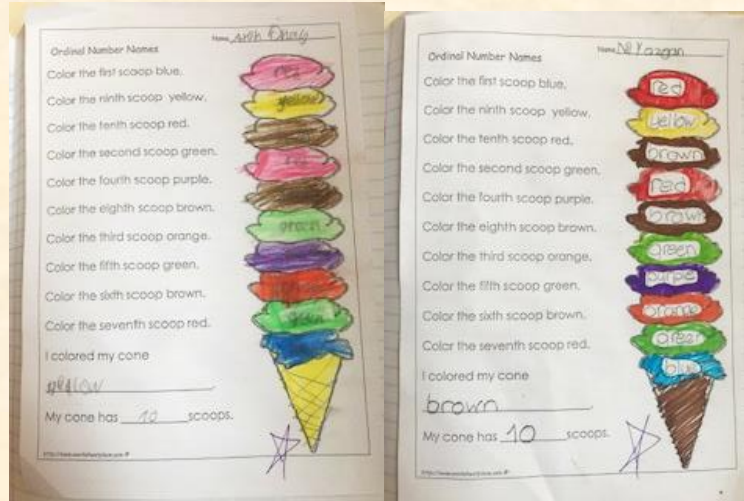 Ordinal Number Names
Name
Color the first scoop blue.
Color the ninth scoop yellow.
Color the tenth scoop red.
Color the second scoop green.
Color the fourth scoop purple.
Color the eighth scoop brown.
Color the third scoop orange.
Color the fifth scoop green.
Color the sixth scoop brown.
Color the seventh scoop red.
I colored my cone
yellow
My cone has 10 scoops.
red
yellow
green
green
Ordinal Number Names
Name
Color the first scoop blue.
Color the ninth scoop yellow.
Color the tenth scoop red.
Color the second scoop green.
Color the fourth scoop purple.
Color the eighth scoop brown.
Color the third scoop orange.
Color the fifth scoop green.
Color the sixth scoop brown.
Color the seventh scoop red.
I colored my cone
brown
My cone has 10 scoops.
red
yellow
brown
red
brown
green
purple
orange
green
blue